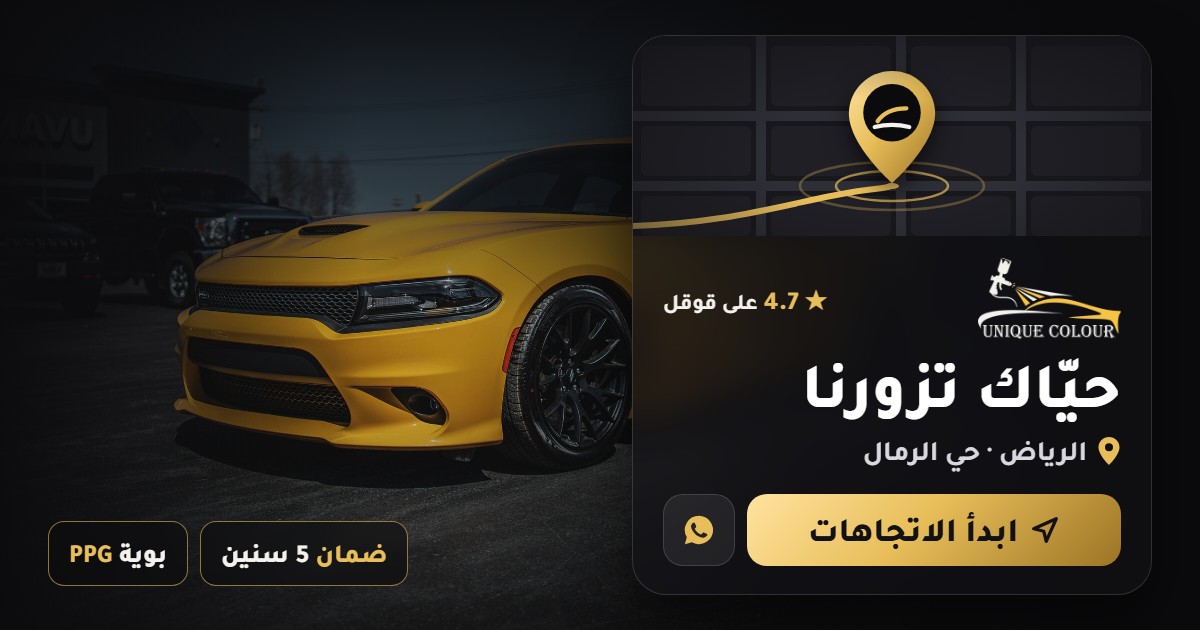 ★ 4.7 على قوقل
UNIQUE COLOUR
حيّاك تزورنا
الرياض · حي الرمال
ابدأ الاتجاهات
ضمان 5 سنين
بوية PPG